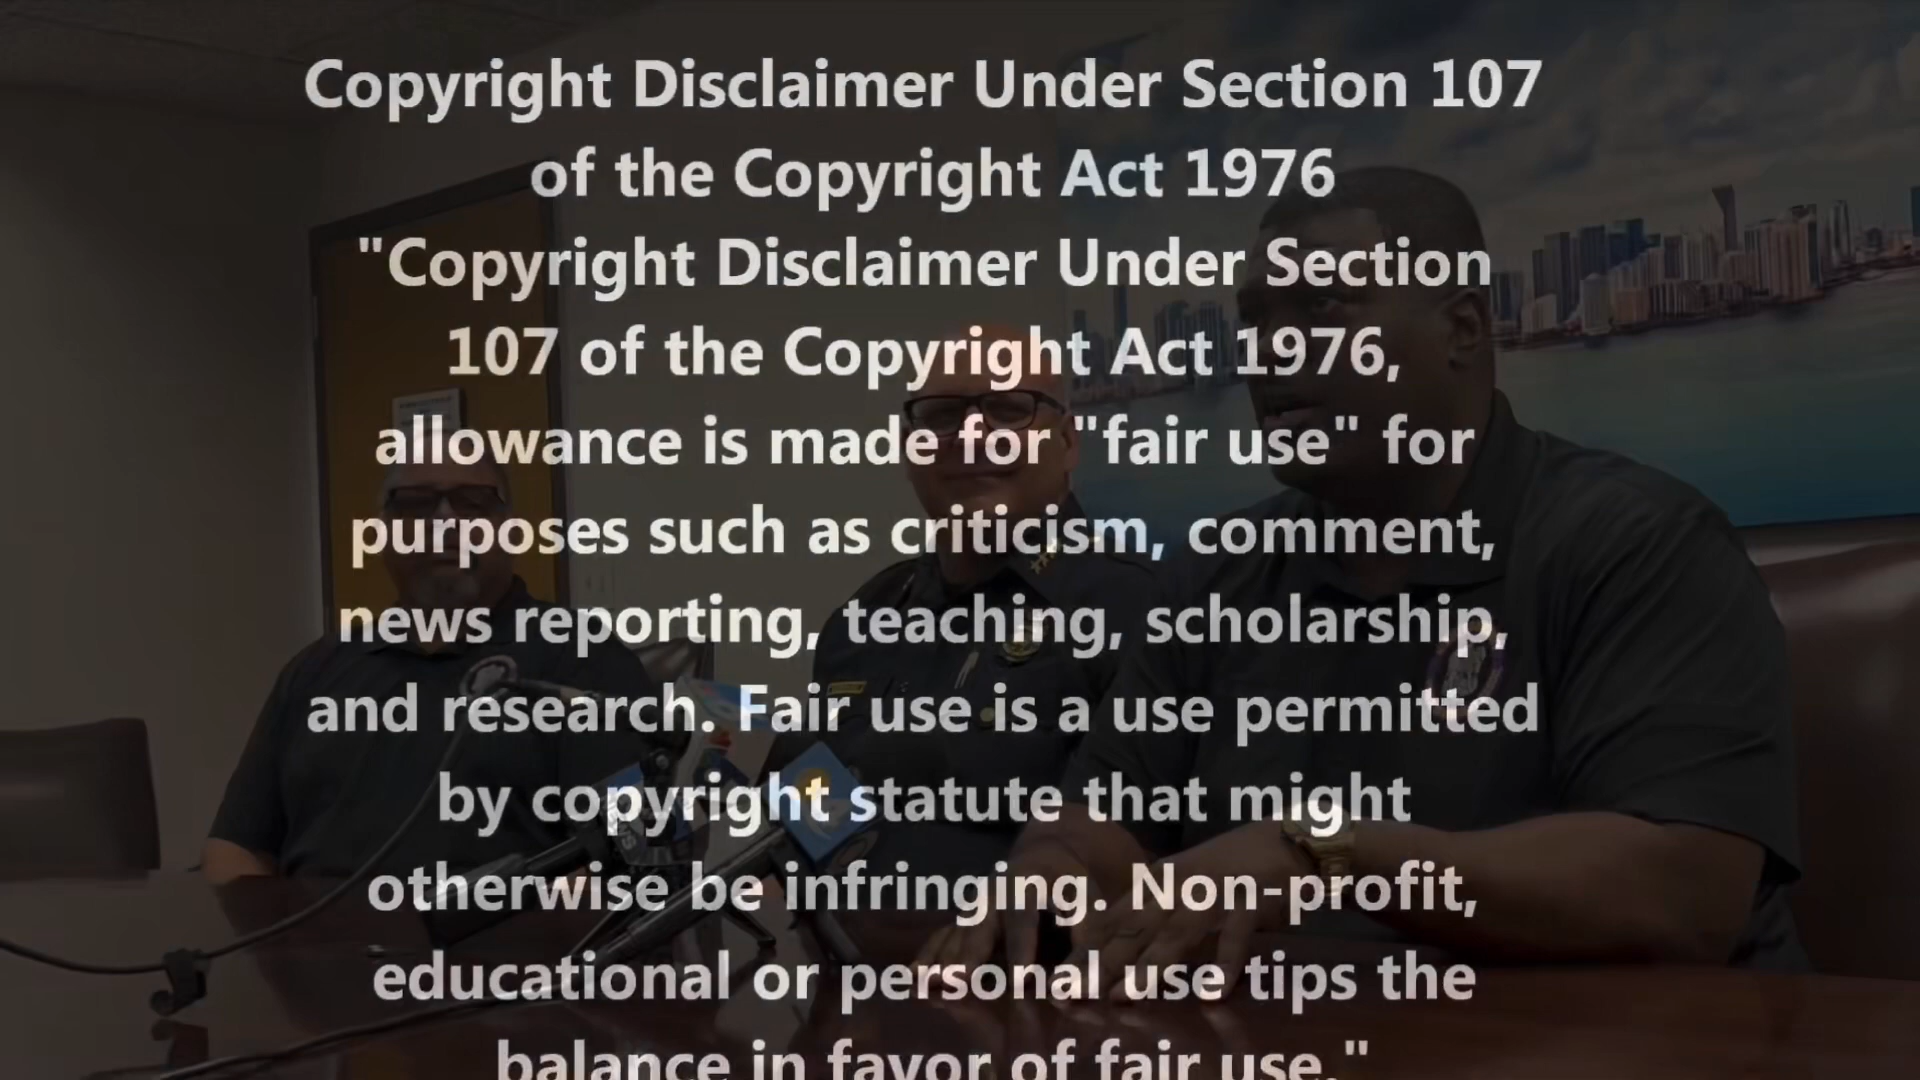 Copyright Disclaimer Under Section 107
of the Copyright Act 1976
"Copyright Disclaimer Under Section
107 of the Copyright Act 1976,
allowance is made for "fair use" for
purposes such as criticism, comment,
news reporting, teaching, scholarship,
and research. Fair use is a use permitted
by copyright statute that might
otherwise be infringing. Non-profit,
educational or personal use tips the
balance in favor of fair use."